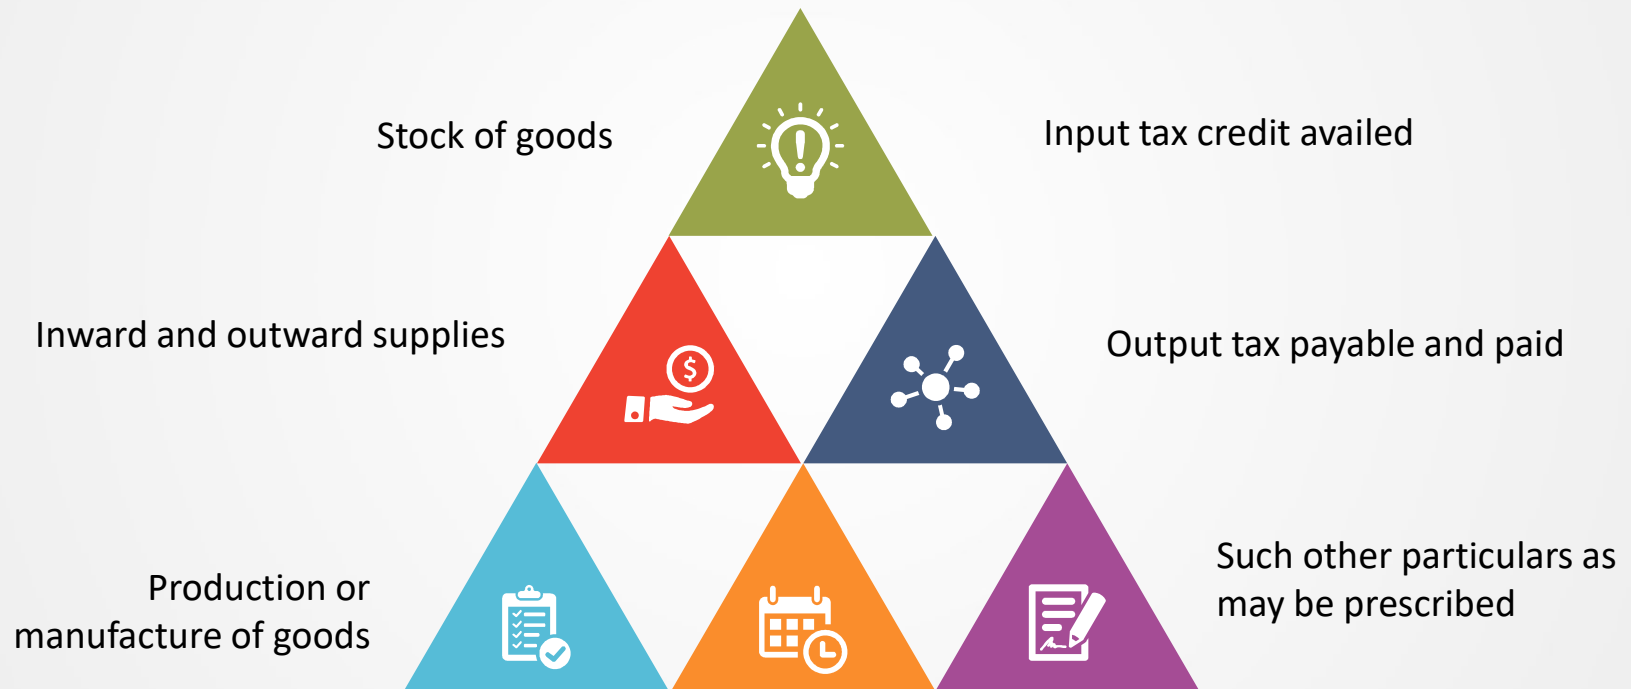 Stock of goods
Input tax credit availed
Inward and outward supplies
Output tax payable and paid
Production or
manufacture of goods
Such other particulars as
may be prescribed